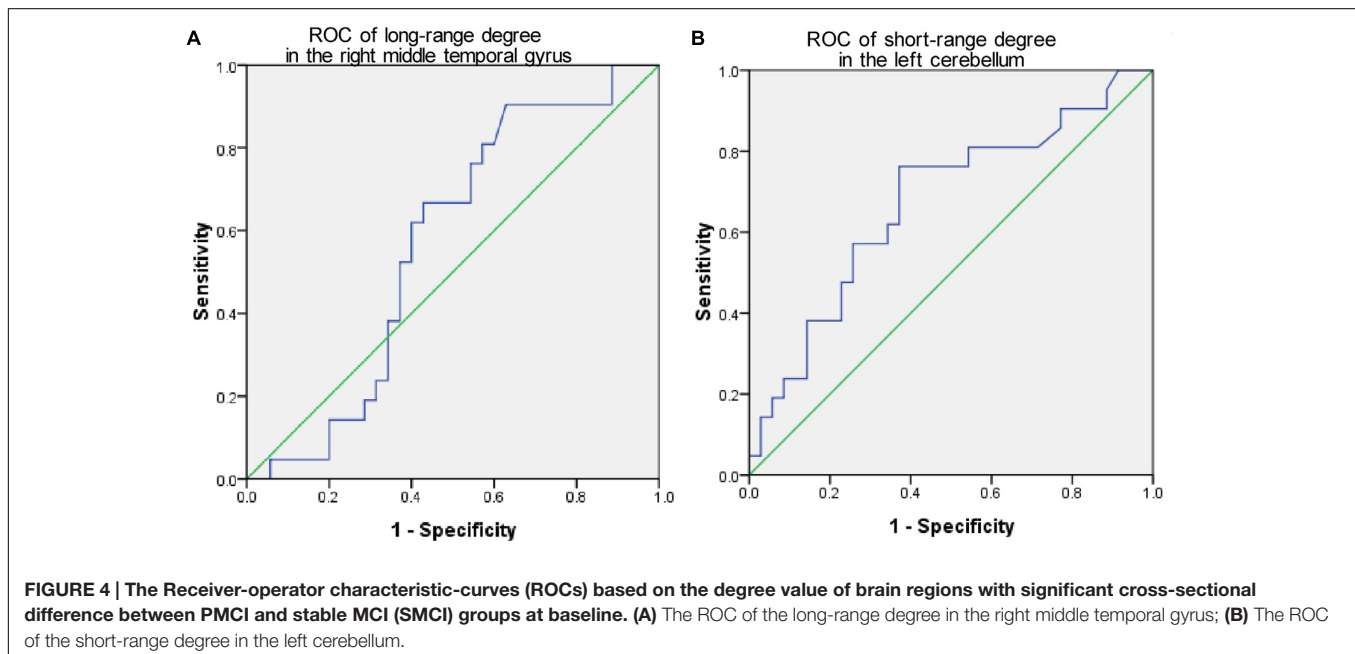 A
ROC of long-range degree
in the right middle temporal gyrus
1.0
0.8
0.6
0.4
0.2
0.0
Sensitivity
0.0 0.2 0.4 0.6 0.8 1.0
1 - Specificity
B
ROC of short-range degree
in the left cerebellum
1.0
0.8
0.6
0.4
0.2
0.0
Sensitivity
0.0 0.2 0.4 0.6 0.8 1.0
1 - Specificity
FIGURE 4 | The Receiver-operator characteristic-curves (ROCs) based on the degree value of brain regions with significant cross-sectional
difference between PMCI and stable MCI (SMCI) groups at baseline. (A) The ROC of the long-range degree in the right middle temporal gyrus; (B) The ROC
of the short-range degree in the left cerebellum.